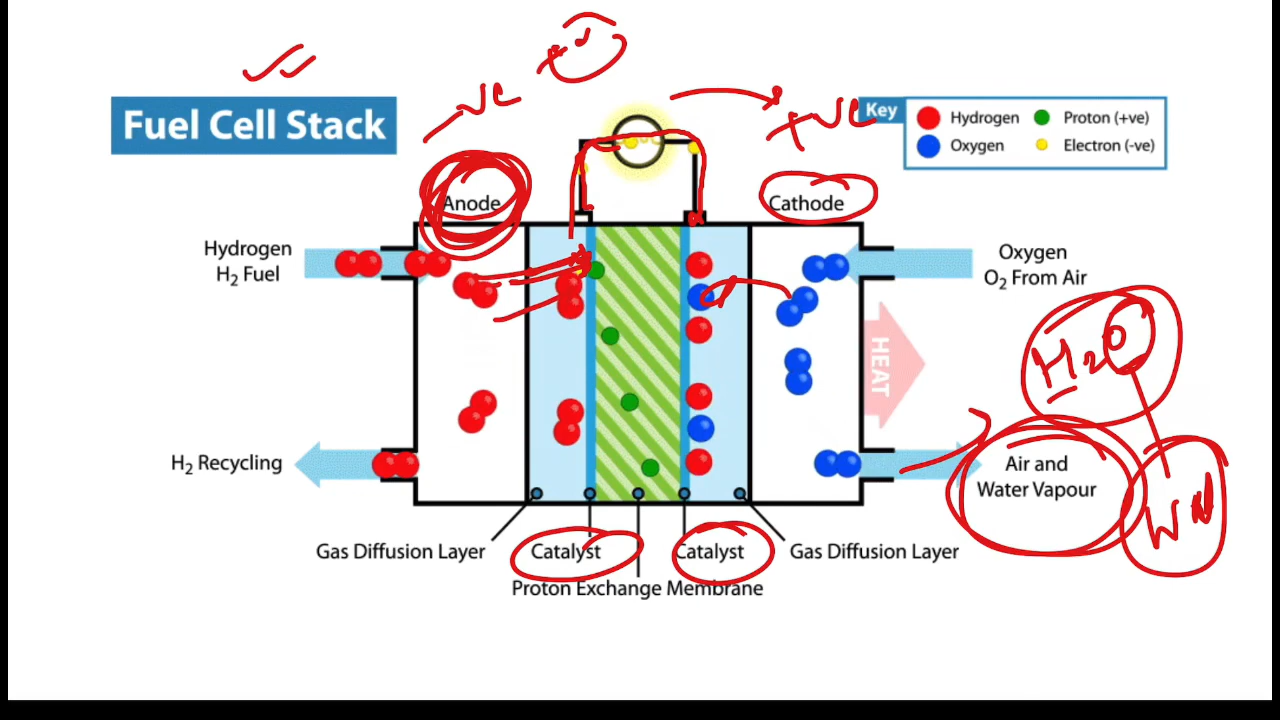 +ve
-ve
+ve
Fuel Cell Stack
Key
Hydrogen
Proton (+ve)
Oxygen
Electron (-ve)
Anode
Cathode
Hydrogen
H₂ Fuel
Oxygen
O₂ From Air
HEAT
H₂O
H₂ Recycling
Air and
Water Vapour
Gas Diffusion Layer
Catalyst
Catalyst
Gas Diffusion Layer
Proton Exchange Membrane